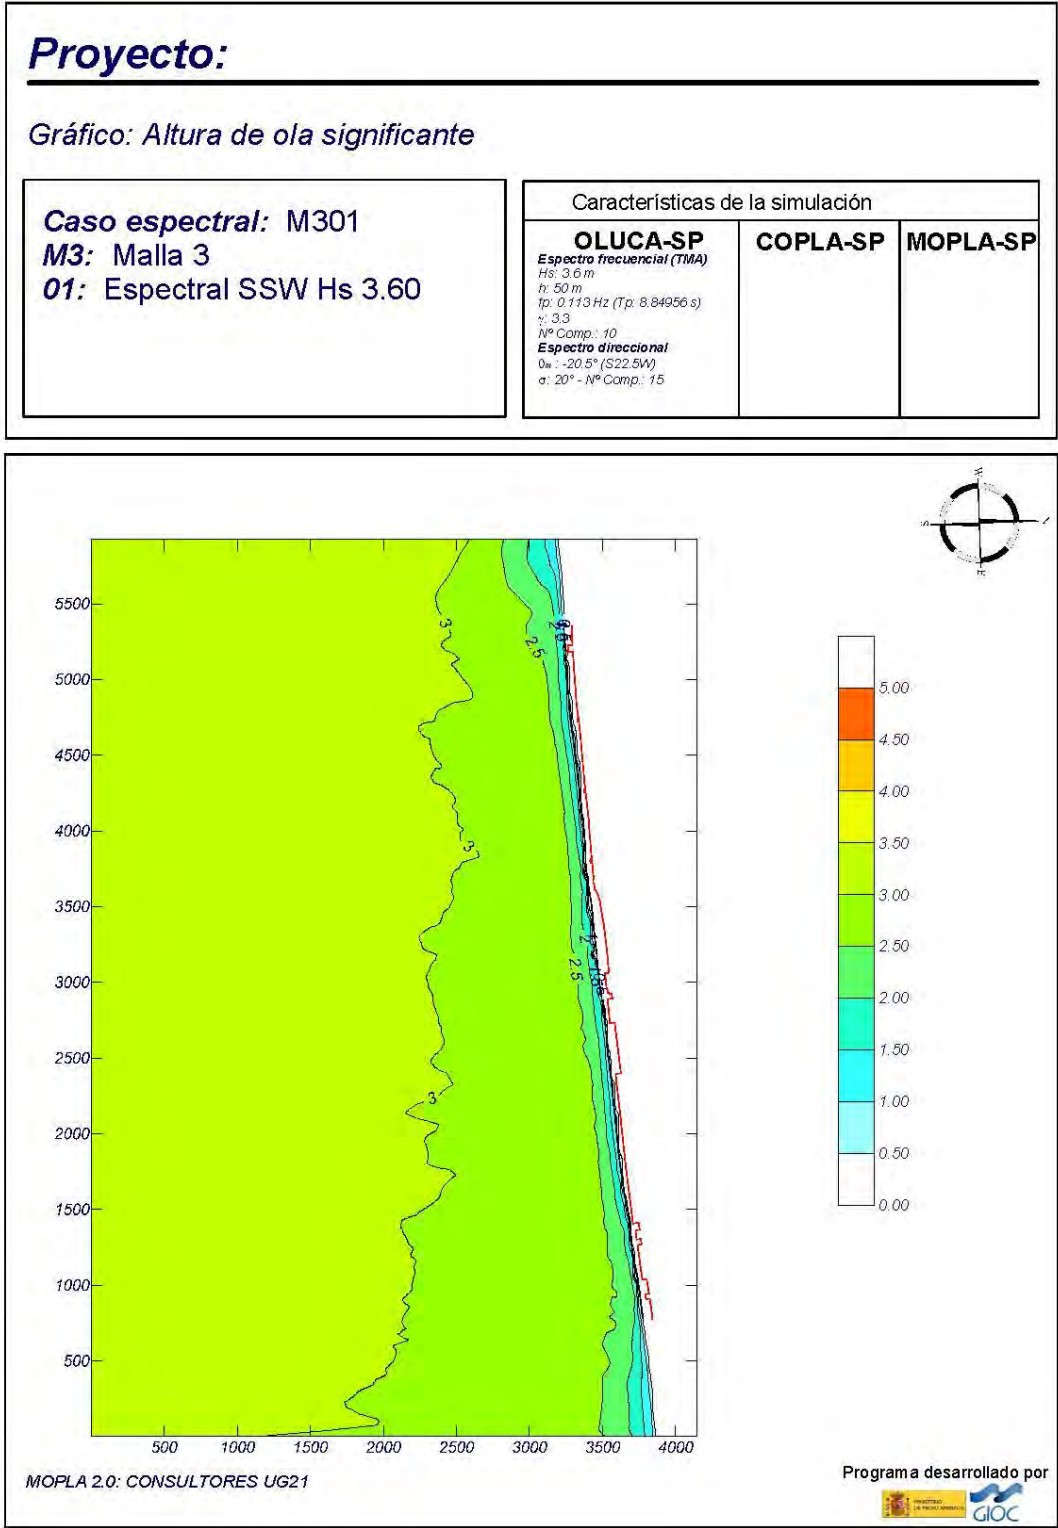 Proyecto:
Gráfico: Altura de ola significante
Caso espectral: M301
M3: Malla 3
01: Espectral SSW Hs 3.60
Características de la simulación
OLUCA-SP
Espectro frecuencial (TMA)
Hs: 3.6 m
h: 50 m
fp: 0.113 Hz (Tp: 8.84956 s)
γ: 3.3
Nº Comp.: 10
Espectro direccional
θm : -20.5° (S22.5W)
σ: 20° - Nº Comp.: 15
COPLA-SP
MOPLA-SP
W
S
E
5500
5000
4500
4000
3500
3000
2500
2000
1500
1000
500
3
3
3
2.5
2.5
2
500
1000
1500
2000
2500
3000
3500
4000
5.00
4.50
4.00
3.50
3.00
2.50
2.00
1.50
1.00
0.50
0.00
MOPLA 2.0: CONSULTORES UG21
Programa desarrollado por
GIOC